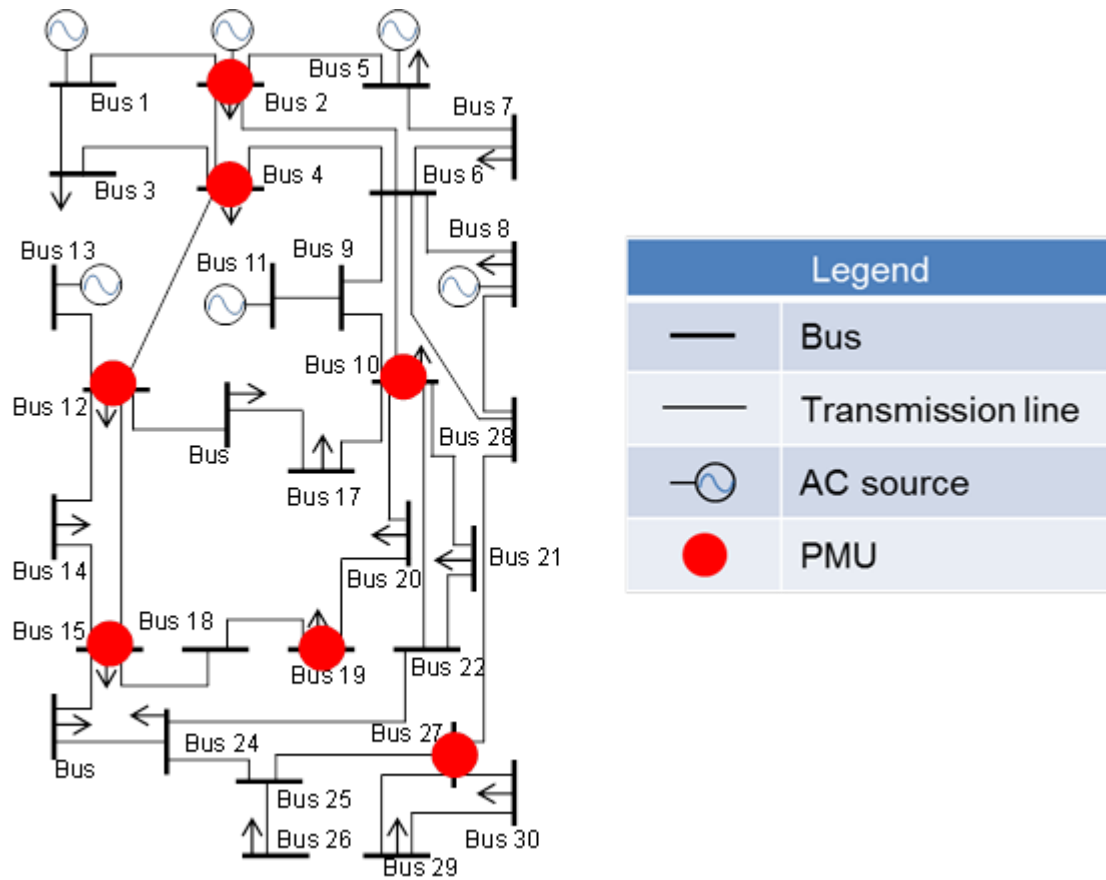 Bus 1
Bus 2
Bus 5
Bus 7
Bus 3
Bus 4
Bus 6
Bus 8
Bus 13
Bus 11
Bus 9
Bus 10
Bus 12
Bus
Bus 17
Bus 28
Bus 14
Bus 20
Bus 21
Bus 15
Bus 18
Bus 19
Bus 22
Bus
Bus 24
Bus 27
Bus 25
Bus 26
Bus 29
Bus 30
Legend
Bus
Transmission line
AC source
PMU